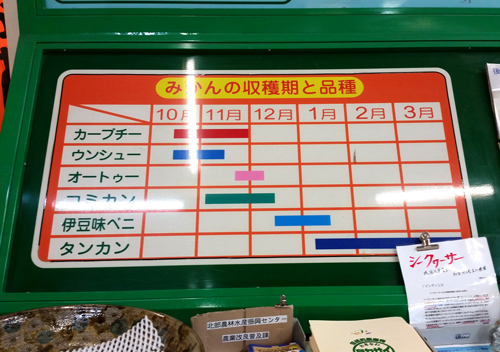 みかんの収穫期と品種
10月 11月 12月 1月 2月 3月
カーブチー
ウンシュー
オートゥー
コミカン
伊豆味ベニ
タンカン
シークヮーサー
北部農林水産振興センター
農業改良普及課